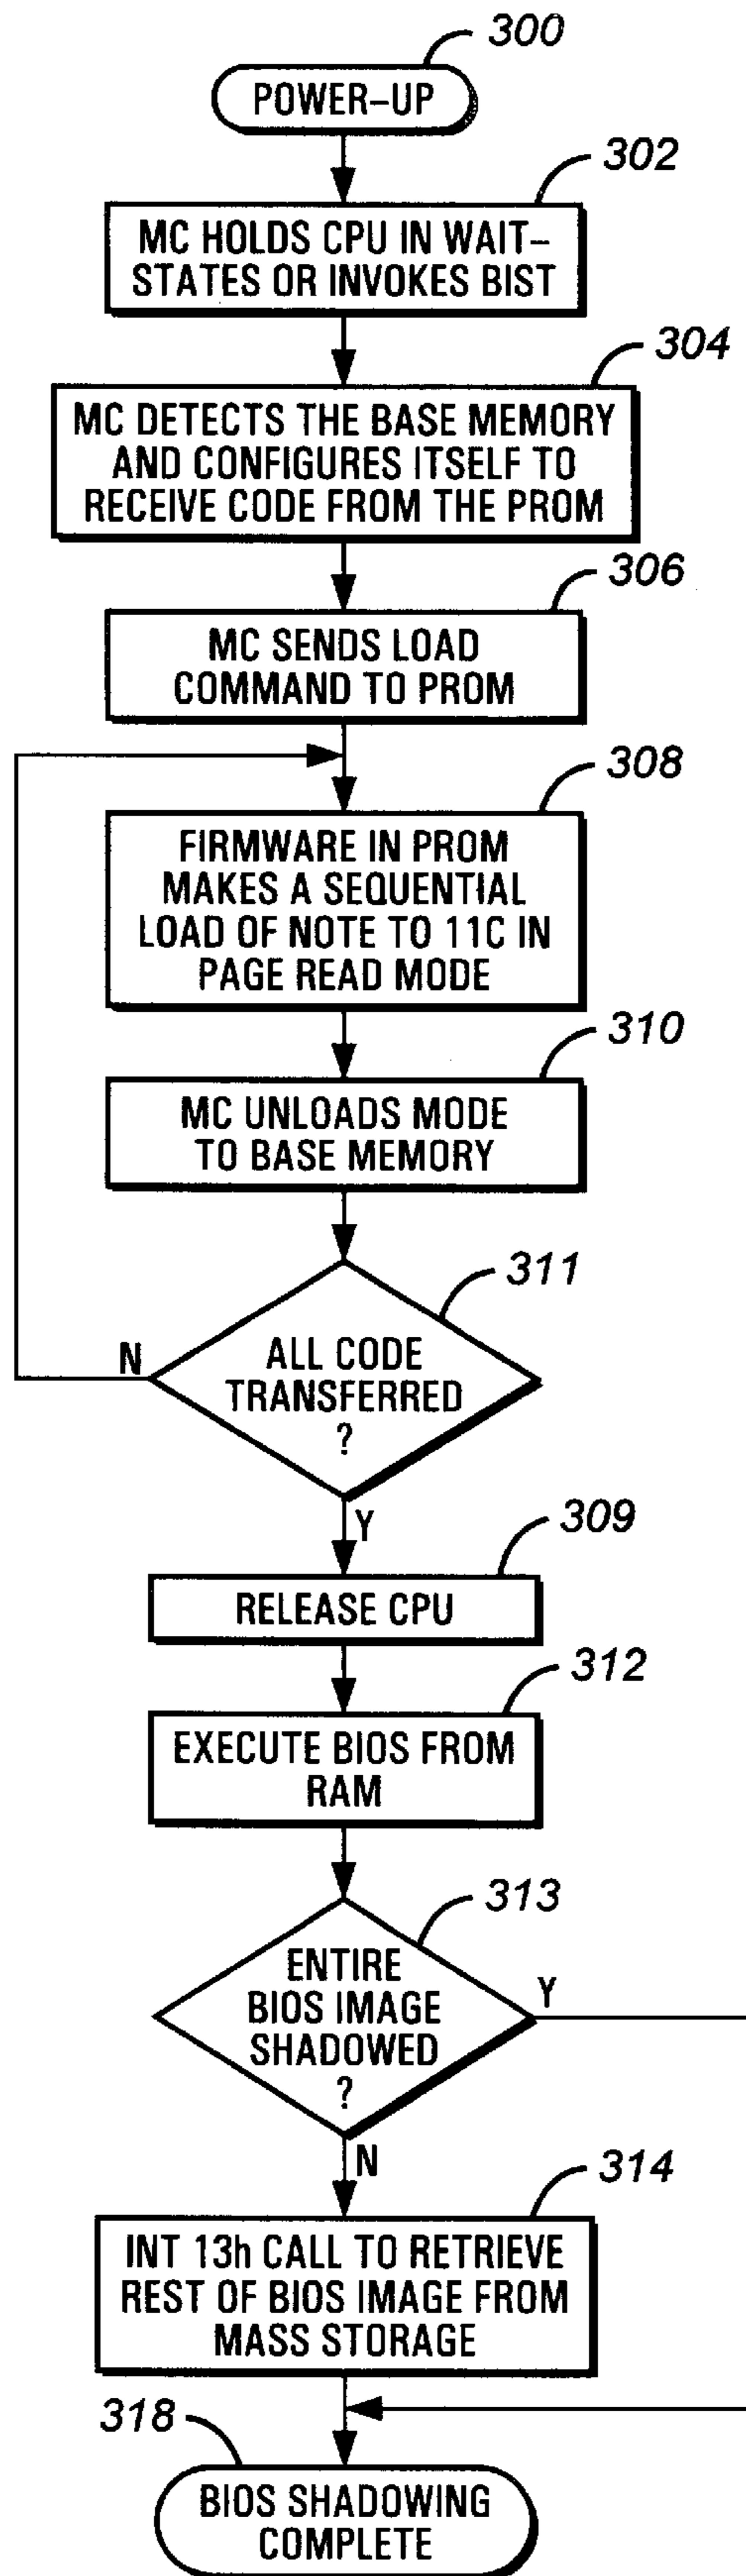 300
POWER-UP
302
MC HOLDS CPU IN WAIT-
STATES OR INVOKES BIST
304
MC DETECTS THE BASE MEMORY
AND CONFIGURES ITSELF TO
RECEIVE CODE FROM THE PROM
306
MC SENDS LOAD
COMMAND TO PROM
308
FIRMWARE IN PROM
MAKES A SEQUENTIAL
LOAD OF NOTE TO 11C IN
PAGE READ MODE
310
MC UNLOADS MODE
TO BASE MEMORY
311
N
ALL CODE
TRANSFERRED
?
Y
309
RELEASE CPU
312
EXECUTE BIOS FROM
RAM
313
ENTIRE
BIOS IMAGE
SHADOWED
?
Y
N
314
INT 13h CALL TO RETRIEVE
REST OF BIOS IMAGE FROM
MASS STORAGE
318
BIOS SHADOWING
COMPLETE